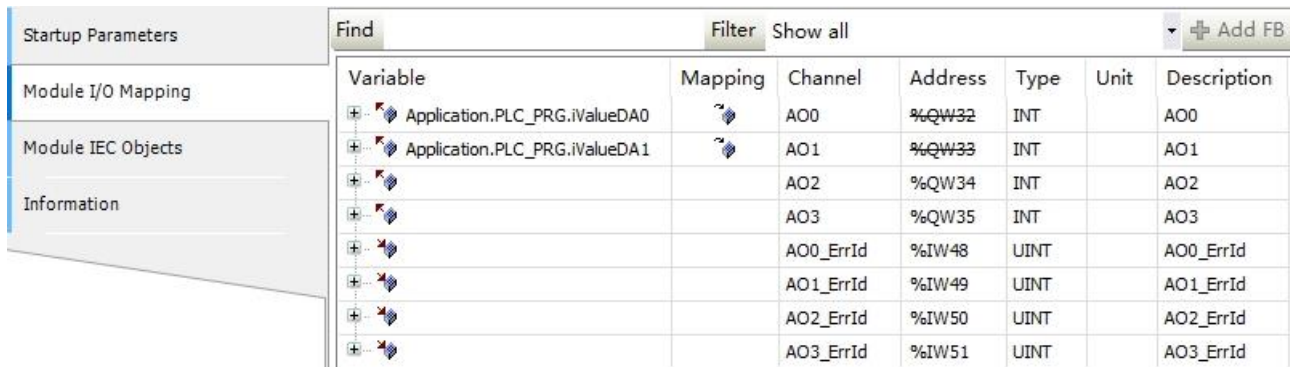 Startup Parameters
Module I/O Mapping
Module IEC Objects
Information
Find Filter Show all Add FB
Variable Mapping Channel Address Type Unit Description
Application.PLC_PRG.iValueDA0 AO0 %QW32 INT AO0
Application.PLC_PRG.iValueDA1 AO1 %QW33 INT AO1
AO2 %QW34 INT AO2
AO3 %QW35 INT AO3
AO0_ErrId %IW48 UINT AO0_ErrId
AO1_ErrId %IW49 UINT AO1_ErrId
AO2_ErrId %IW50 UINT AO2_ErrId
AO3_ErrId %IW51 UINT AO3_ErrId